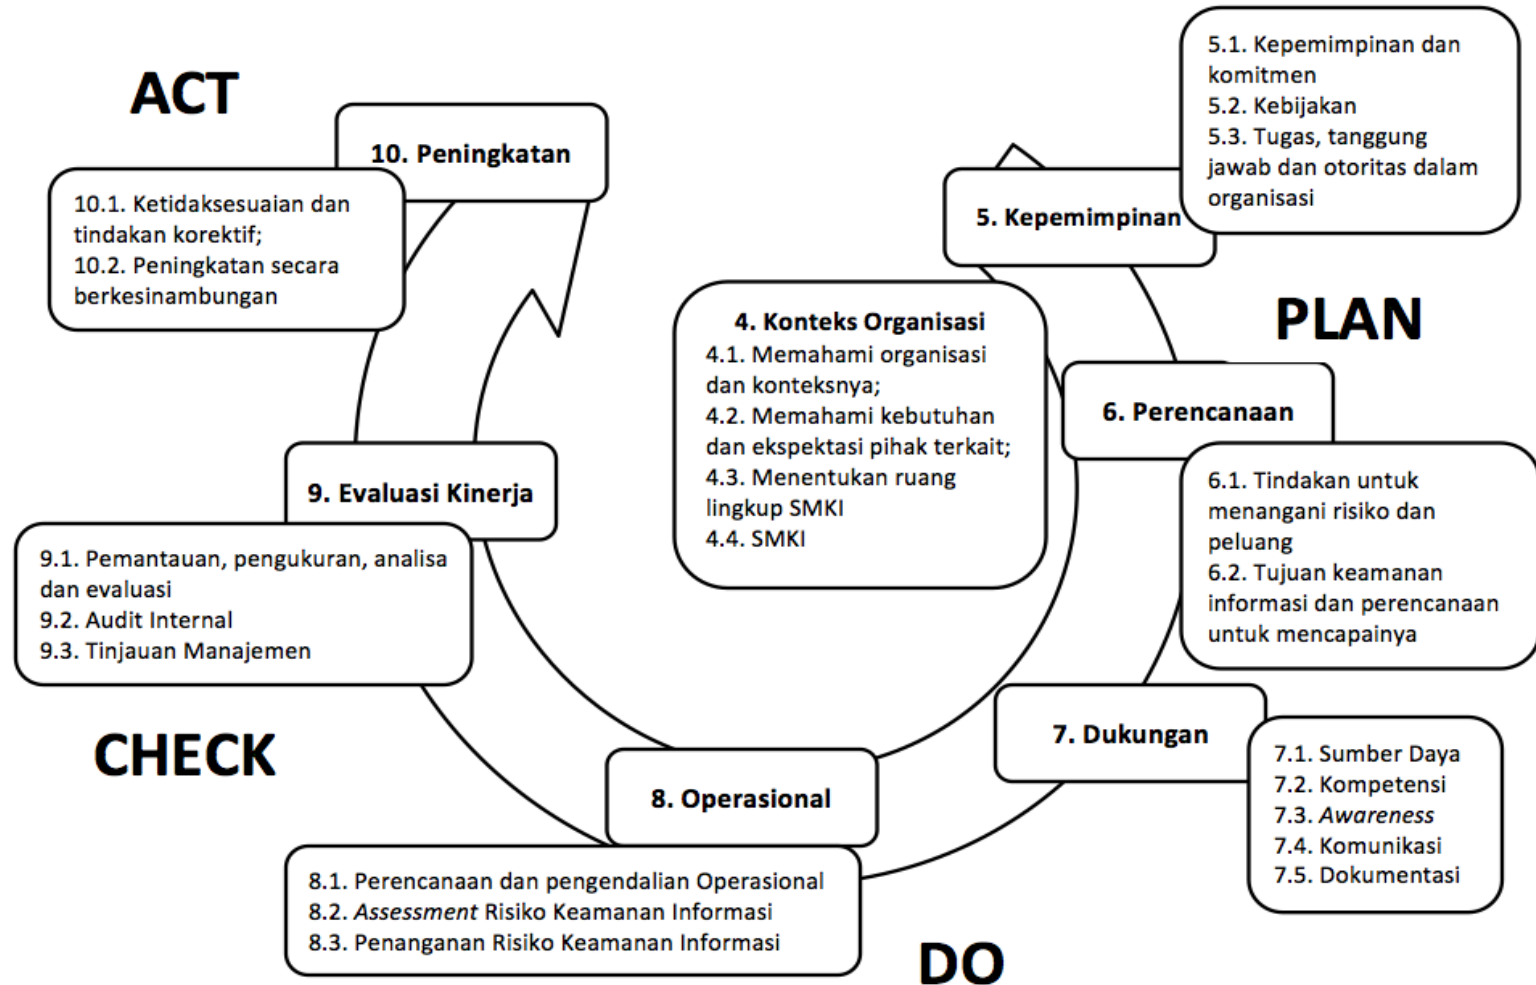 ACT
10. Peningkatan
10.1. Ketidaksesuaian dan
tindakan korektif;
10.2. Peningkatan secara
berkesinambungan
5.1. Kepemimpinan dan
komitmen
5.2. Kebijakan
5.3. Tugas, tanggung
jawab dan otoritas dalam
organisasi
5. Kepemimpinan
PLAN
4. Konteks Organisasi
4.1. Memahami organisasi
dan konteksnya;
4.2. Memahami kebutuhan
dan ekspektasi pihak terkait;
4.3. Menentukan ruang
lingkup SMKI
4.4. SMKI
6. Perencanaan
6.1. Tindakan untuk
menangani risiko dan
peluang
6.2. Tujuan keamanan
informasi dan perencanaan
untuk mencapainya
9. Evaluasi Kinerja
9.1. Pemantauan, pengukuran, analisa
dan evaluasi
9.2. Audit Internal
9.3. Tinjauan Manajemen
CHECK
7. Dukungan
7.1. Sumber Daya
7.2. Kompetensi
7.3. Awareness
7.4. Komunikasi
7.5. Dokumentasi
8. Operasional
8.1. Perencanaan dan pengendalian Operasional
8.2. Assessment Risiko Keamanan Informasi
8.3. Penanganan Risiko Keamanan Informasi
DO